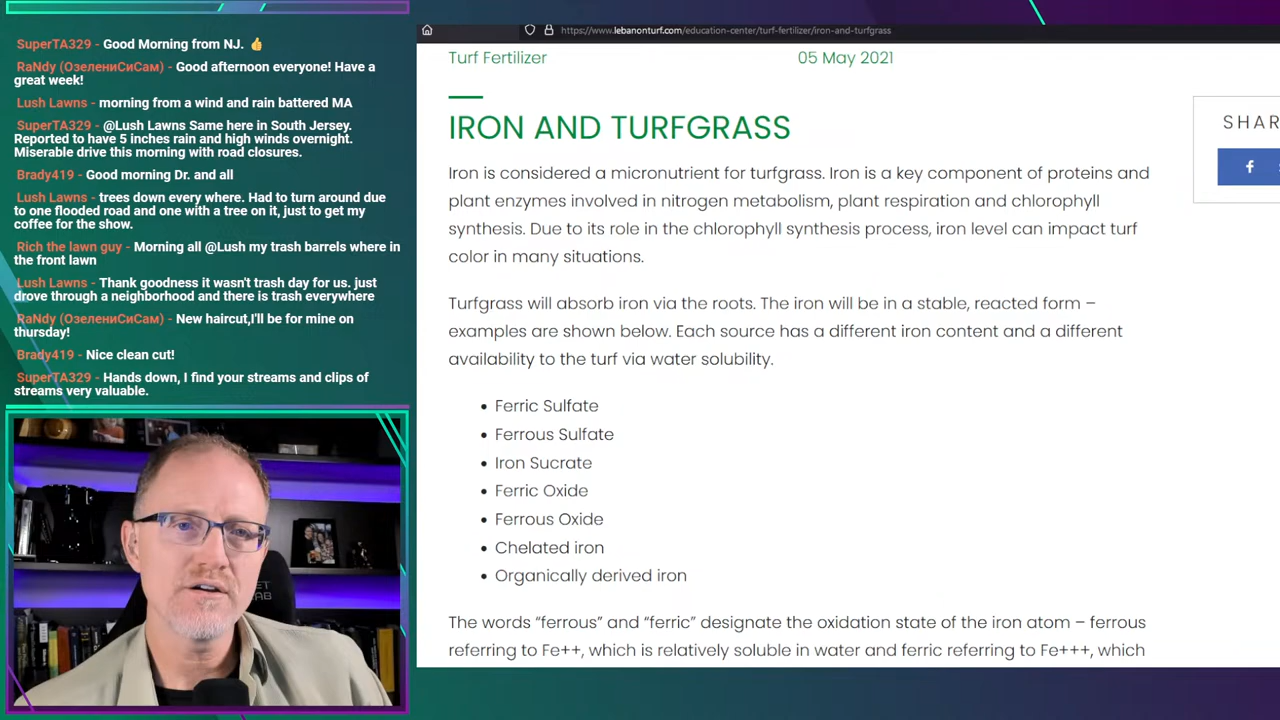 SuperTA329 - Good Morning from NJ. 👍
RaNdy (ОзелениСиСам) - Good afternoon everyone! Have a
great week!
Lush Lawns - morning from a wind and rain battered MA
SuperTA329 - @Lush Lawns Same here in South Jersey.
Reported to have 5 inches rain and high winds overnight.
Miserable drive this morning with road closures.
Brady419 - Good morning Dr. and all
Lush Lawns - trees down every where. Had to turn around due
to one flooded road and one with a tree on it, just to get my
coffee for the show.
Rich the lawn guy - Morning all @Lush my trash barrels where in
the front lawn
Lush Lawns - Thank goodness it wasn't trash day for us. just
drove through a neighborhood and there is trash everywhere
RaNdy (ОзелениСиСам) - New haircut,I'll be for mine on
thursday!
Brady419 - Nice clean cut!
SuperTA329 - Hands down, I find your streams and clips of
streams very valuable.
https://www.lebanonturf.com/education-center/turf-fertilizer/iron-and-turfgrass
Turf Fertilizer
05 May 2021
IRON AND TURFGRASS
Iron is considered a micronutrient for turfgrass. Iron is a key component of proteins and
plant enzymes involved in nitrogen metabolism, plant respiration and chlorophyll
synthesis. Due to its role in the chlorophyll synthesis process, iron level can impact turf
color in many situations.
Turfgrass will absorb iron via the roots. The iron will be in a stable, reacted form –
examples are shown below. Each source has a different iron content and a different
availability to the turf via water solubility.
• Ferric Sulfate
• Ferrous Sulfate
• Iron Sucrate
• Ferric Oxide
• Ferrous Oxide
• Chelated iron
• Organically derived iron
The words “ferrous” and “ferric” designate the oxidation state of the iron atom – ferrous
referring to Fe++, which is relatively soluble in water and ferric referring to Fe+++, which
SHAR
f